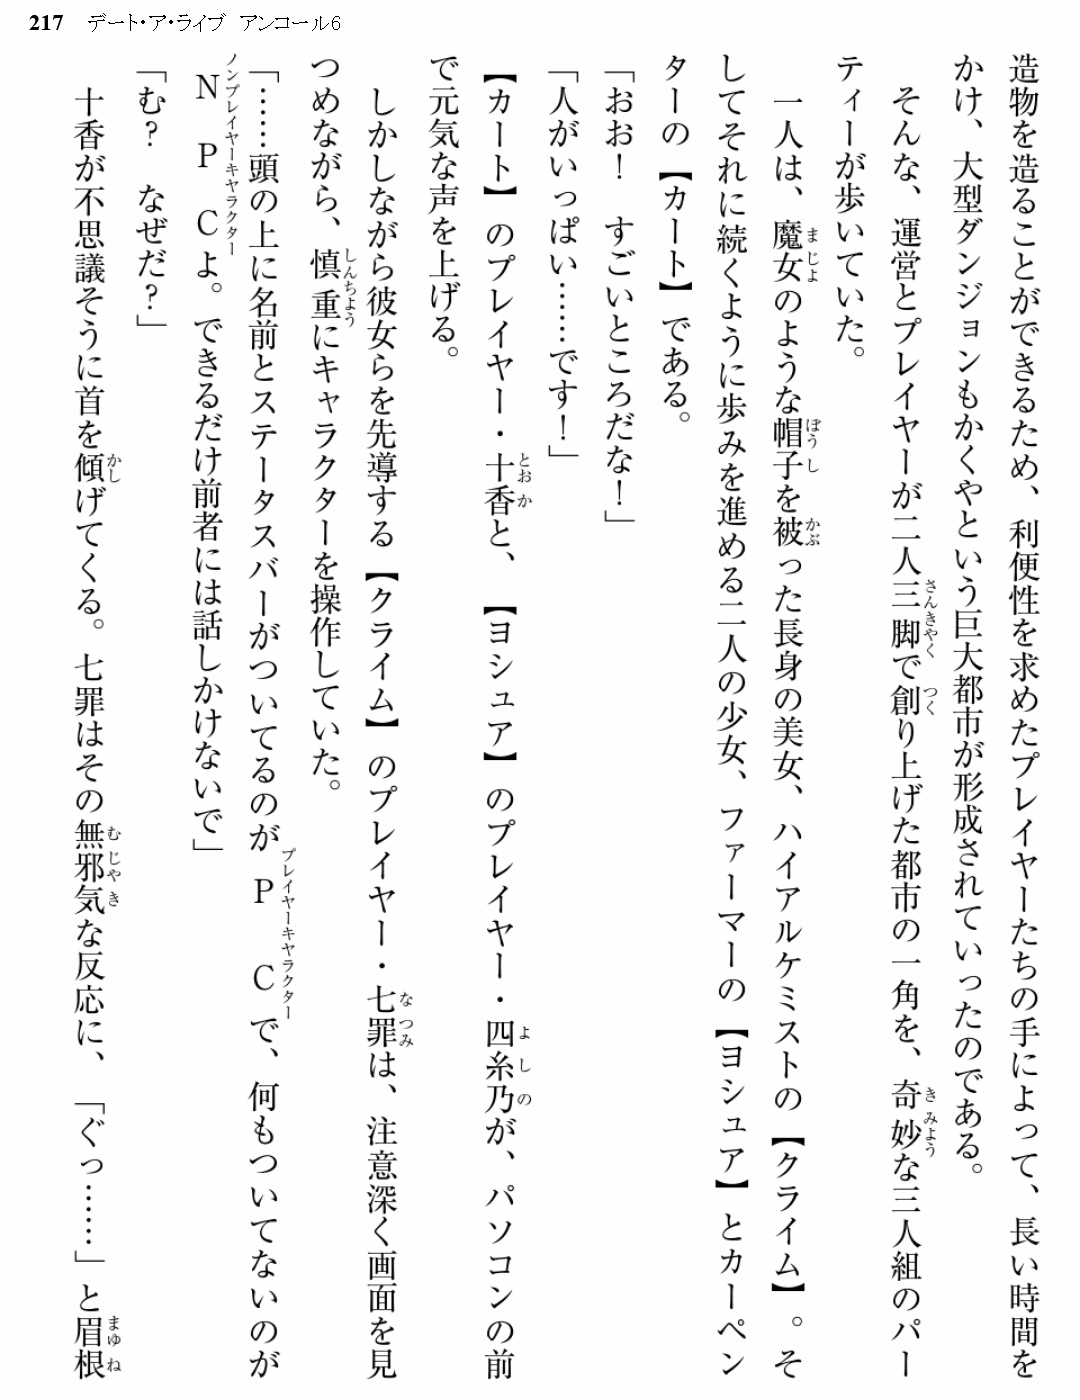 217 デート・ア・ライブ アンコール6
造物を造ることができるため、利便性を求めたプレイヤーたちの手によって、長い時間を
かけ、大型ダンジョンもかくやという巨大都市が形成されていったのである。
そんな、運営とプレイヤーが二人三脚で創り上げた都市の一角を、奇妙な三人組のパー
ティーが歩いていた。
一人は、魔女のような帽子を被った長身の美女、ハイアルケミストの【クライム】。そ
してそれに続くように歩みを進める二人の少女、ファーマーの【ヨシュア】とカーペン
ターの【カート】である。
「おお！　すごいところだな！」
「人がいっぱい……です！」
【カート】のプレイヤー・十香と、【ヨシュア】のプレイヤー・四糸乃が、パソコンの前
で元気な声を上げる。
しかしながら彼女らを先導する【クライム】のプレイヤー・七罪は、注意深く画面を見
つめながら、慎重にキャラクターを操作していた。
「……頭の上に名前とステータスバーがついてるのがＰＣで、何もついてないのが
ＮＰＣよ。できるだけ前者には話しかけないで」
「む？　なぜだ？」
十香が不思議そうに首を傾げてくる。七罪はその無邪気な反応に、「ぐっ……」と眉根